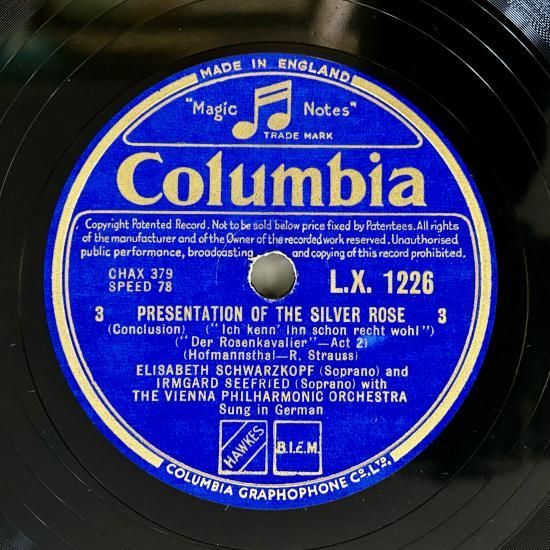 MADE IN ENGLAND
"Magic Notes"
TRADE MARK
Columbia
Copyright Patented Record. Not to be sold below price fixed by Patentees. All rights
of the manufacturer and of the Owner of the recorded work reserved. Unauthorised
public performance, broadcasting and copying of this record prohibited.
CHAX 379
SPEED 78
L.X. 1226
3 PRESENTATION OF THE SILVER ROSE 3
(Conclusion) ("Ich kenn' Ihn schon recht wohl")
("Der Rosenkavalier"—Act 2)
(Hofmannsthal—R. Strauss)
ELISABETH SCHWARZKOPF (Soprano) and
IRMGARD SEEFRIED (Soprano) with
THE VIENNA PHILHARMONIC ORCHESTRA
Sung in German
HAWKES
B.I.E.M.
COLUMBIA GRAPHOPHONE CO. LTD.